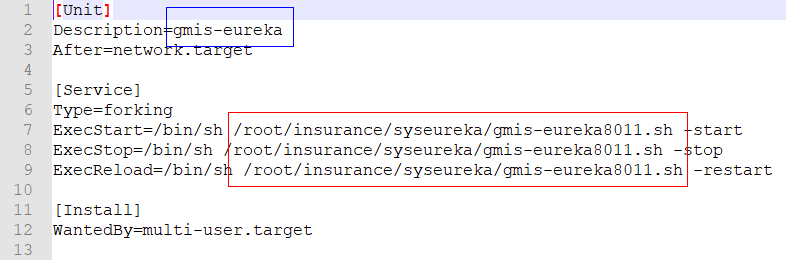 1 [Unit]
2 Description=gmis-eureka
3 After=network.target
4
5 [Service]
6 Type=forking
7 ExecStart=/bin/sh /root/insurance/syseureka/gmis-eureka8011.sh -start
8 ExecStop=/bin/sh /root/insurance/syseureka/gmis-eureka8011.sh -stop
9 ExecReload=/bin/sh /root/insurance/syseureka/gmis-eureka8011.sh -restart
10
11 [Install]
12 WantedBy=multi-user.target
13